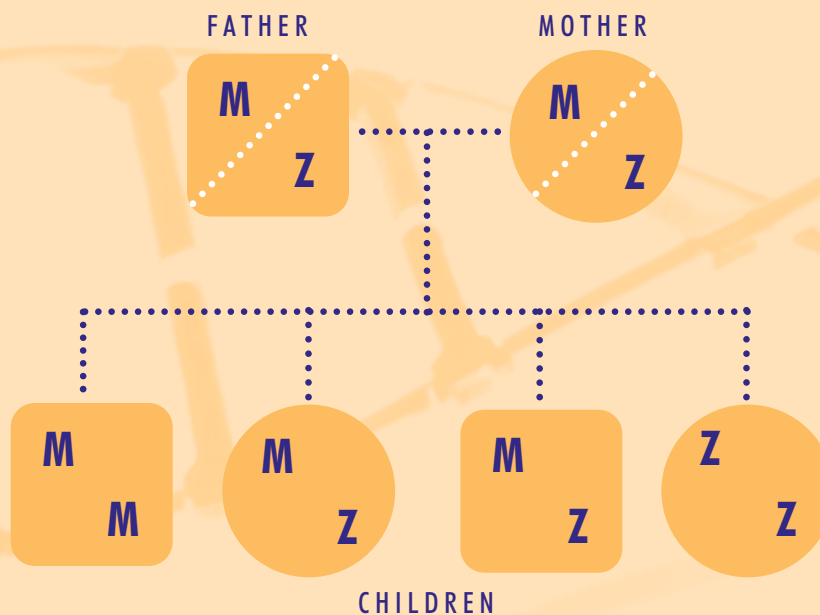 FATHER MOTHER
M M
Z Z
M M M Z
M Z Z Z
CHILDREN